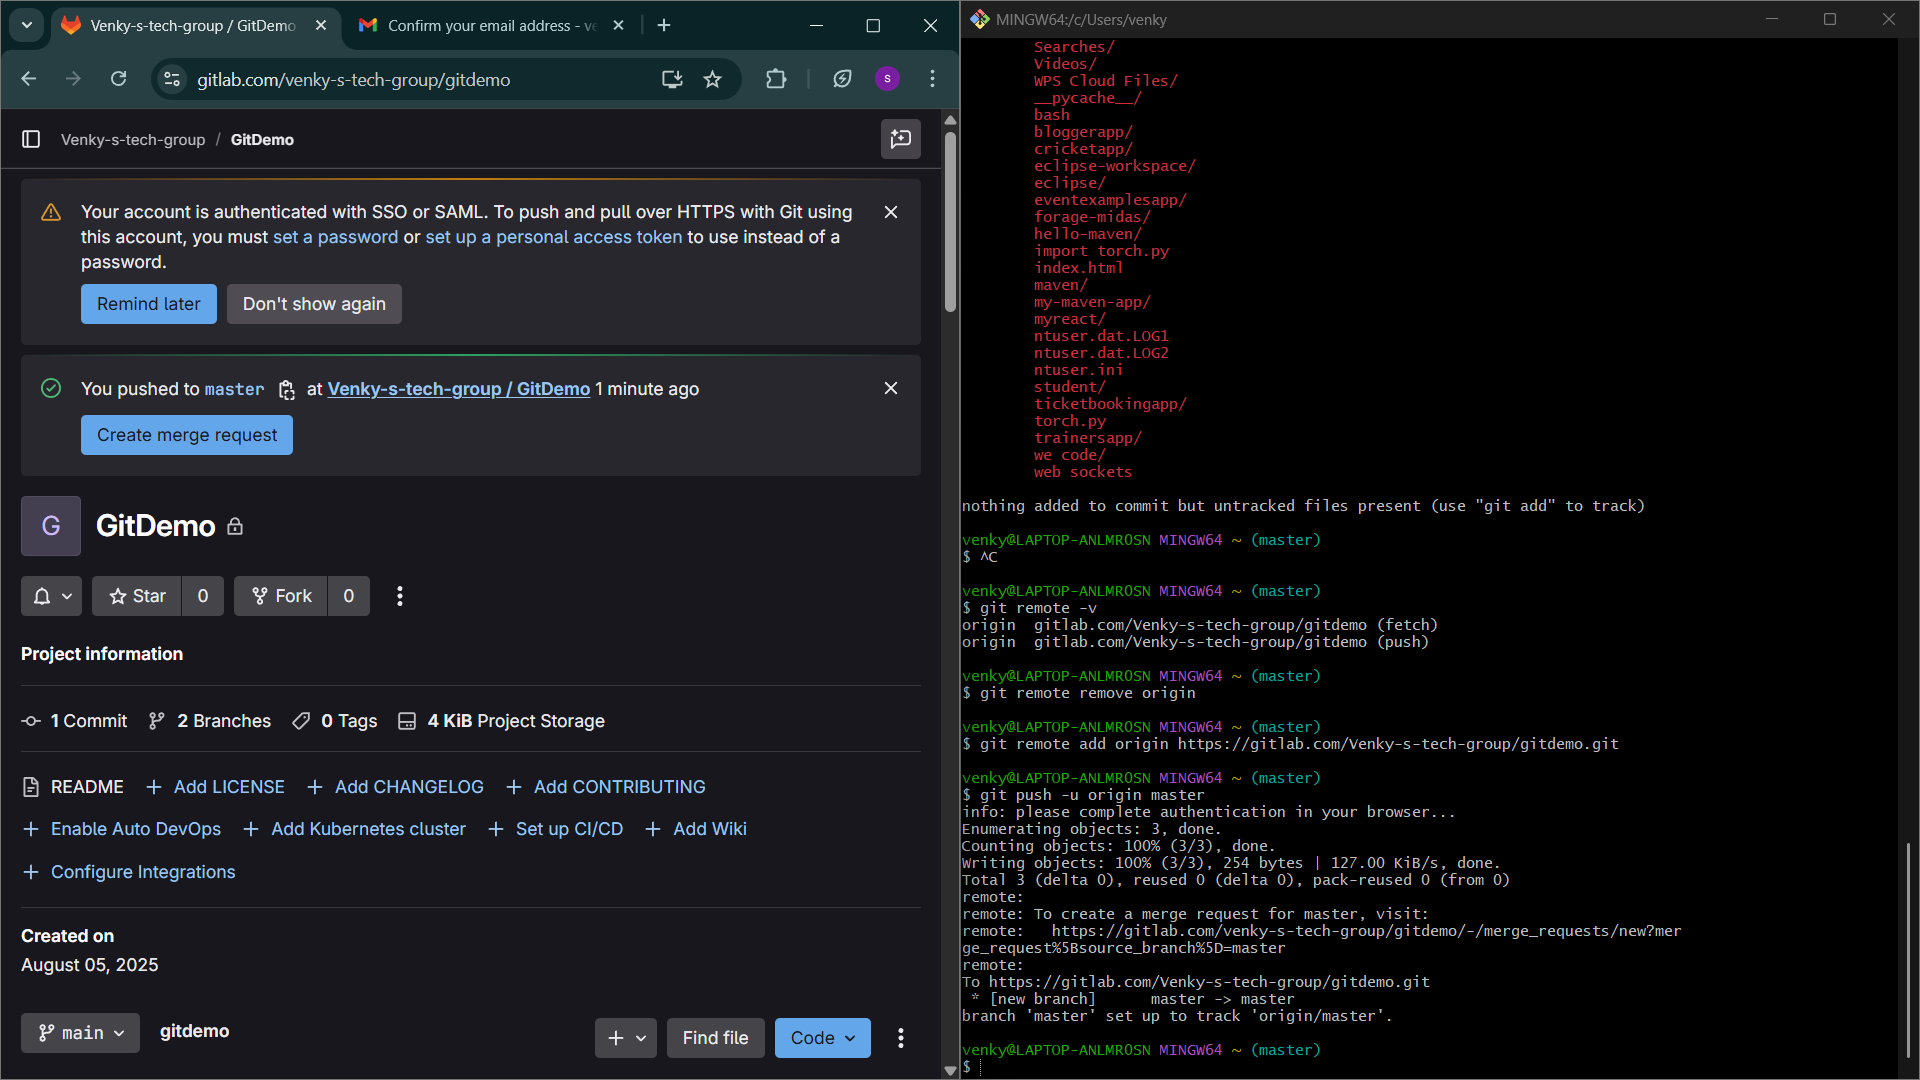 Venky-s-tech-group / GitDemo
Confirm your email address - ve
gitlab.com/venky-s-tech-group/gitdemo
s
Venky-s-tech-group / GitDemo
Your account is authenticated with SSO or SAML. To push and pull over HTTPS with Git using
this account, you must set a password or set up a personal access token to use instead of a
password.
Remind later
Don't show again
You pushed to master at Venky-s-tech-group / GitDemo 1 minute ago
Create merge request
G
GitDemo
Star 0
Fork 0
Project information
1 Commit 2 Branches 0 Tags 4 KiB Project Storage
README + Add LICENSE + Add CHANGELOG + Add CONTRIBUTING
+ Enable Auto DevOps + Add Kubernetes cluster + Set up CI/CD + Add Wiki
+ Configure Integrations
Created on
August 05, 2025
main gitdemo + Find file Code
MINGW64:/c/Users/venky
Searches/
Videos/
WPS Cloud Files/
__pycache__/
bash
bloggerapp/
cricketapp/
eclipse-workspace/
eclipse/
eventexamplesapp/
forage-midas/
hello-maven/
import torch.py
index.html
maven/
my-maven-app/
myreact/
ntuser.dat.LOG1
ntuser.dat.LOG2
ntuser.ini
student/
ticketbookingapp/
torch.py
trainersapp/
we code/
web sockets
nothing added to commit but untracked files present (use "git add" to track)
venky@LAPTOP-ANLMROSN MINGW64 ~ (master)
$ ^C
venky@LAPTOP-ANLMROSN MINGW64 ~ (master)
$ git remote -v
origin  gitlab.com/Venky-s-tech-group/gitdemo (fetch)
origin  gitlab.com/Venky-s-tech-group/gitdemo (push)
venky@LAPTOP-ANLMROSN MINGW64 ~ (master)
$ git remote remove origin
venky@LAPTOP-ANLMROSN MINGW64 ~ (master)
$ git remote add origin https://gitlab.com/Venky-s-tech-group/gitdemo.git
venky@LAPTOP-ANLMROSN MINGW64 ~ (master)
$ git push -u origin master
info: please complete authentication in your browser...
Enumerating objects: 3, done.
Counting objects: 100% (3/3), done.
Writing objects: 100% (3/3), 254 bytes | 127.00 KiB/s, done.
Total 3 (delta 0), reused 0 (delta 0), pack-reused 0 (from 0)
remote:
remote: To create a merge request for master, visit:
remote:   https://gitlab.com/venky-s-tech-group/gitdemo/-/merge_requests/new?mer
ge_request%5Bsource_branch%5D=master
remote:
To https://gitlab.com/Venky-s-tech-group/gitdemo.git
* [new branch]      master -> master
branch 'master' set up to track 'origin/master'.
venky@LAPTOP-ANLMROSN MINGW64 ~ (master)
$